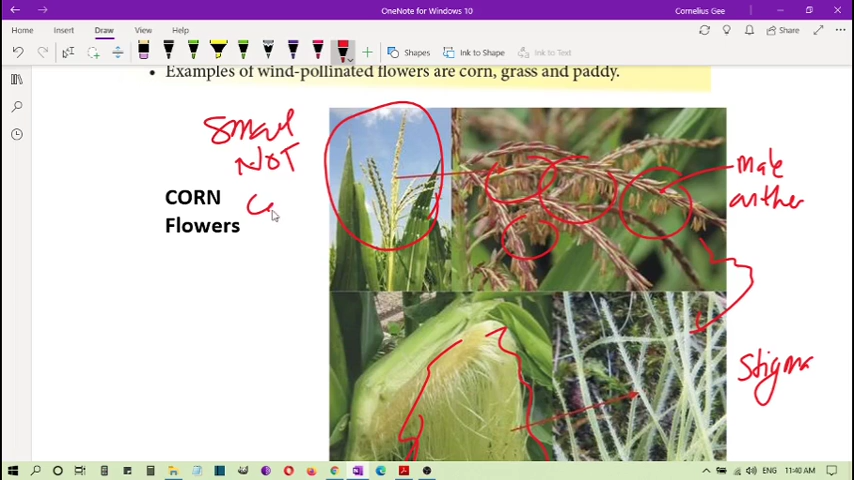 OneNote for Windows 10
Cornelius Gee
Home Insert Draw View Help
Share
Shapes Ink to Shape Ink to Text
• Examples of wind-pollinated flowers are corn, grass and paddy.
Small
NOT
CORN
Flowers
male
anther
Stigma
ENG 11:40 AM